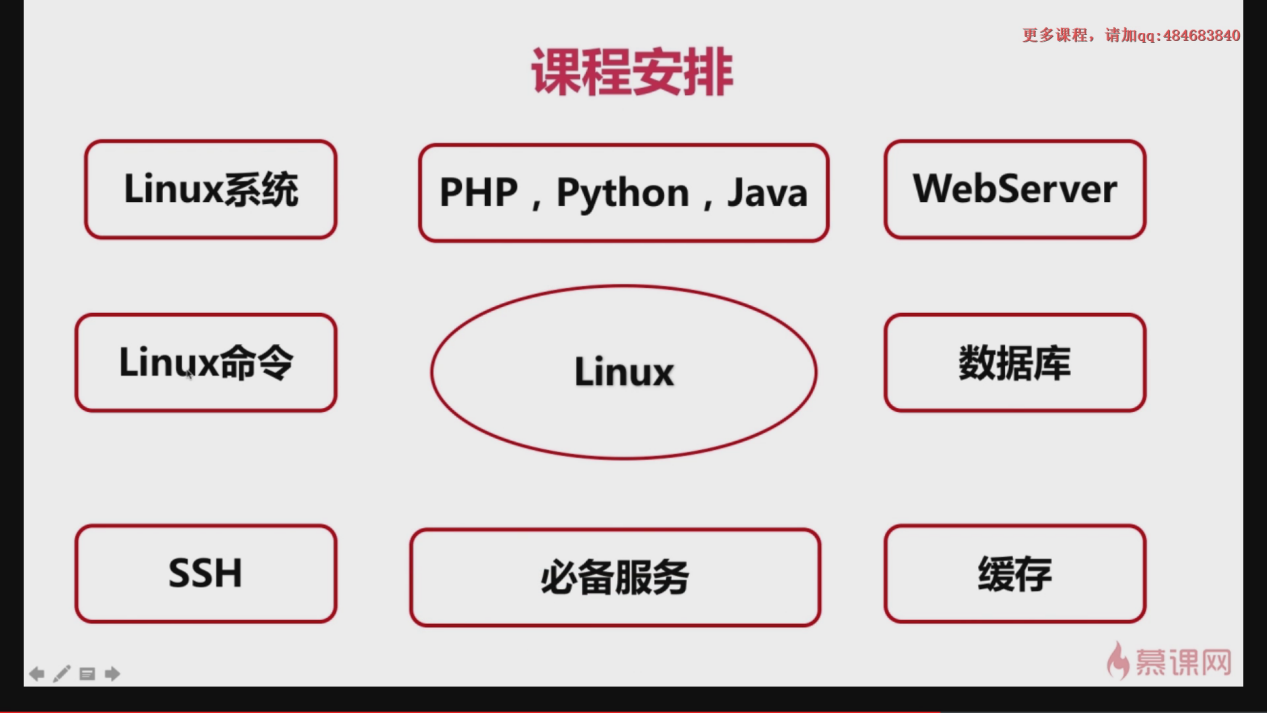 更多课程，请加qq:484683840
课程安排
Linux系统
PHP，Python，Java
WebServer
Linux命令
Linux
数据库
SSH
必备服务
缓存
慕课网